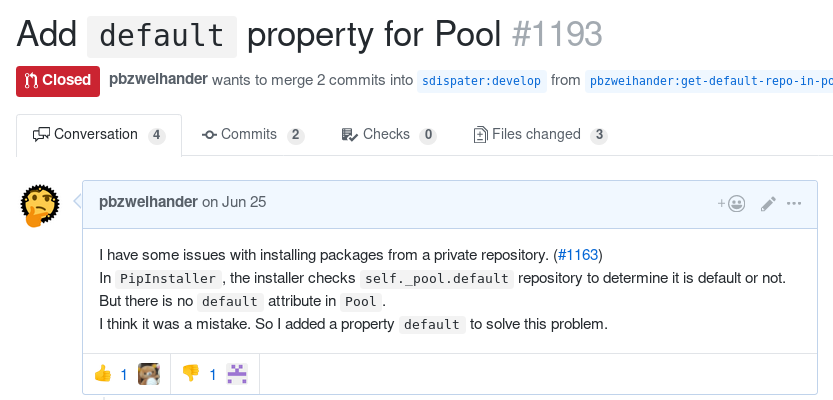 Add default property for Pool #1193
Closed pbzweihander wants to merge 2 commits into sdispater:develop from pbzweihander:get-default-repo-in-po
Conversation 4 Commits 2 Checks 0 Files changed 3
pbzweihander on Jun 25
I have some issues with installing packages from a private repository. (#1163)
In PipInstaller, the installer checks self._pool.default repository to determine it is default or not.
But there is no default attribute in Pool.
I think it was a mistake. So I added a property default to solve this problem.
1 1